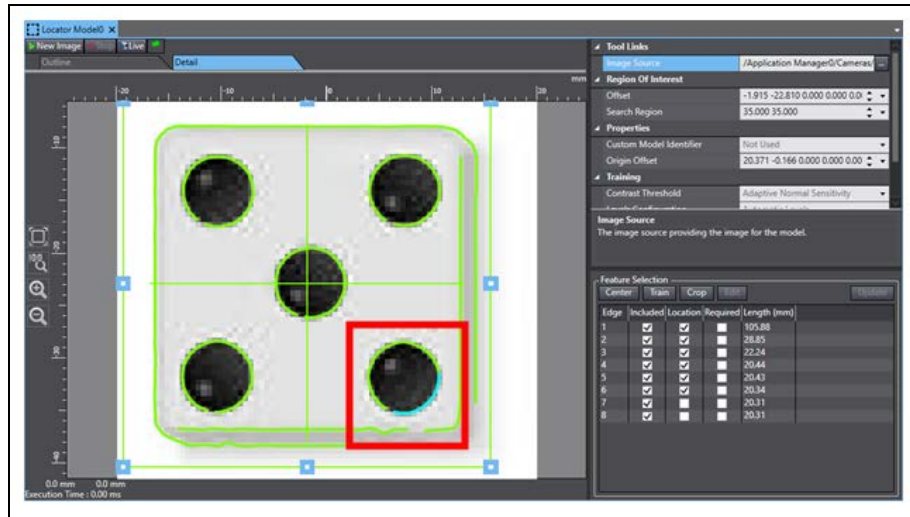 Locator Model0
New Image Stop Live
Outline Detail
mm
-20 -10 0 10 20
-10
-20
-30
-40
0.0 mm 0.0 mm
Execution Time : 0.00 ms
Tool Links
Image Source /Application Manager0/Cameras/ ...
Region Of Interest
Offset -1.915 -22.810 0.000 0.000 0.0
Search Region 35.000 35.000
Properties
Custom Model Identifier Not Used
Origin Offset 20.371 -0.166 0.000 0.000 0.00
Training
Contrast Threshold Adaptive Normal Sensitivity
Image Source
The image source providing the image for the model.
Feature Selection
Center Train Crop Edit Update
Edge Included Location Required Length (mm)
1 105.88
2 28.85
3 22.24
4 20.44
5 20.43
6 20.34
7 20.31
8 20.31